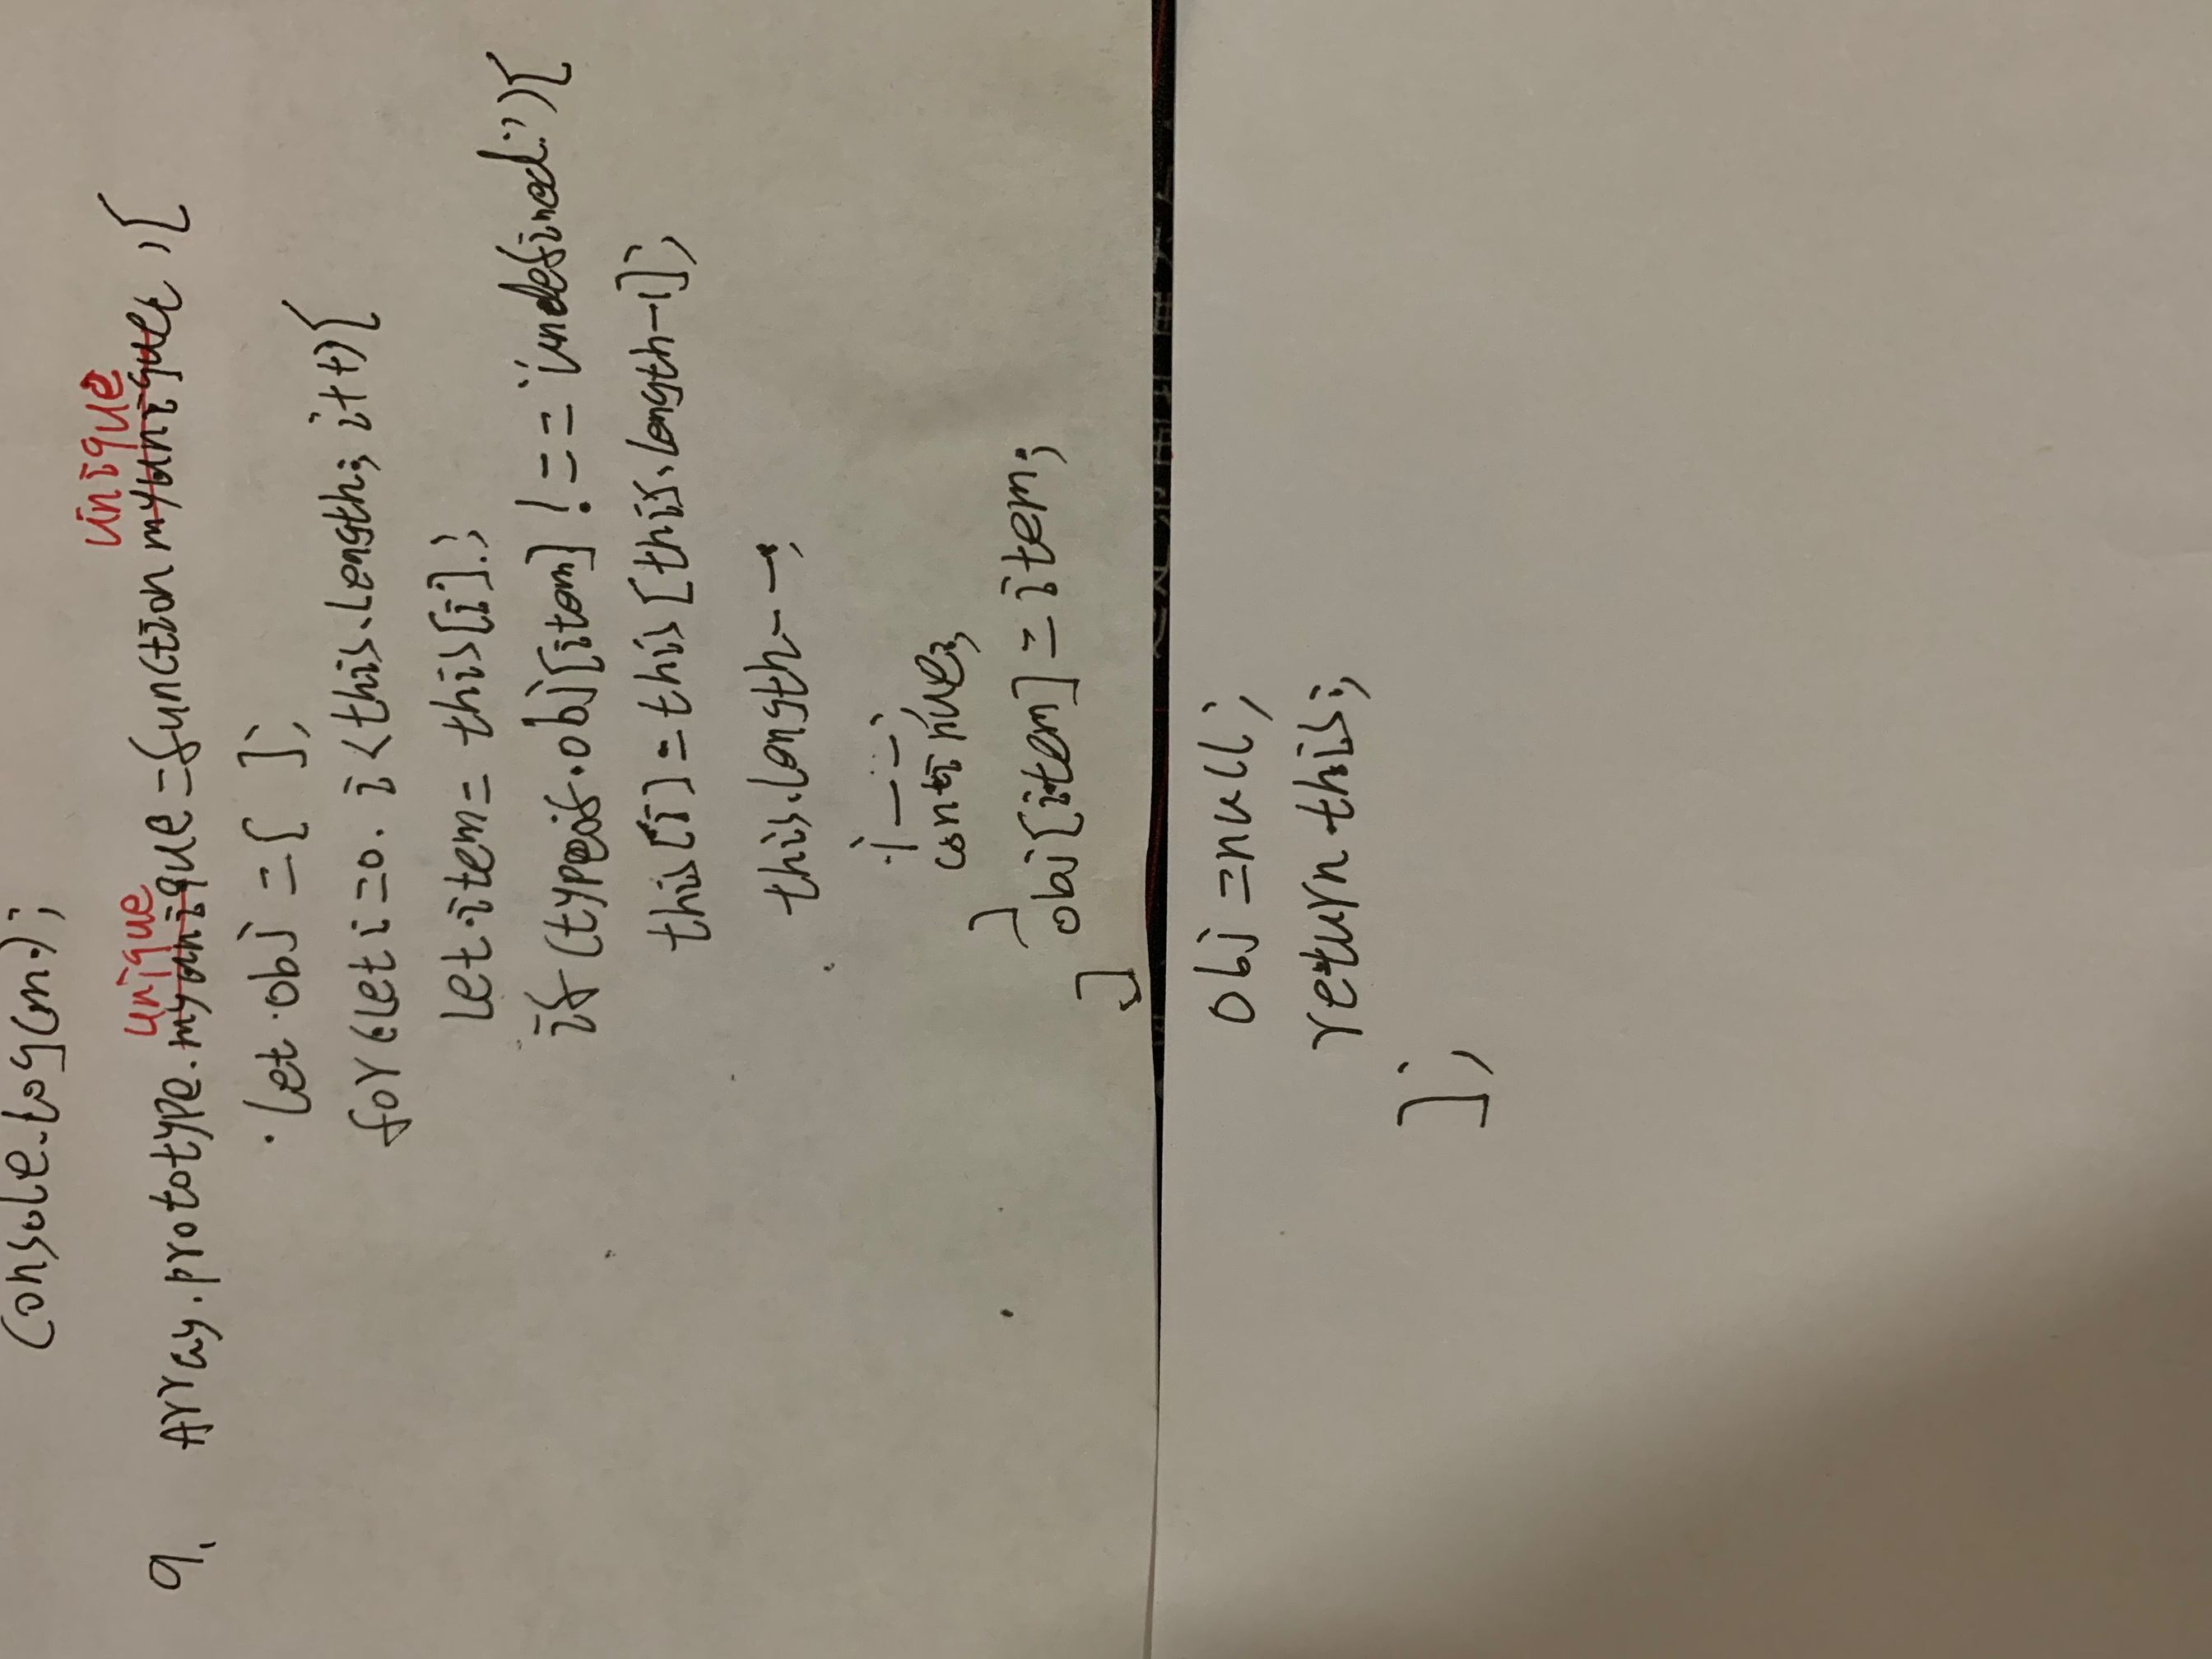 console.log(m);
unique unique
9. Array.prototype.myunique = function myunique () {
let obj = { };
for (let i = 0. i < this.length; i++) {
let item = this[i];
if (typeof obj[item] !== 'undefined') {
this[i] = this[this.length-1];
this.length--;
i--;
continue;
}
obj[item] = item;
}
obj = null;
return this;
};